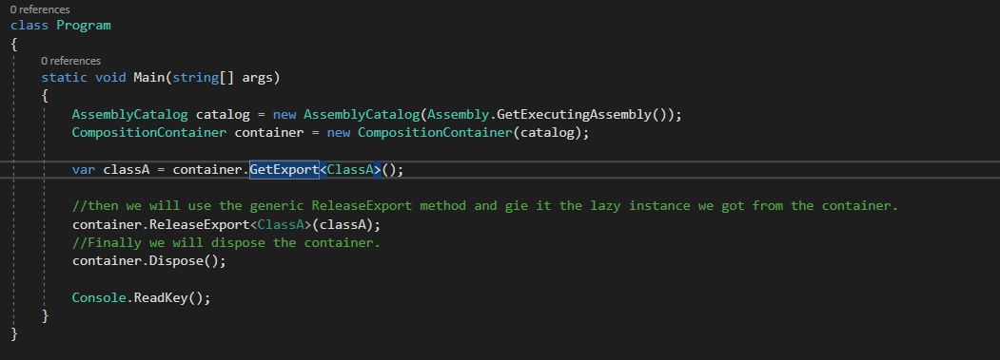 0 references
class Program
{
0 references
static void Main(string[] args)
{
AssemblyCatalog catalog = new AssemblyCatalog(Assembly.GetExecutingAssembly());
CompositionContainer container = new CompositionContainer(catalog);
var classA = container.GetExport<ClassA>();
//then we will use the generic ReleaseExport method and gie it the lazy instance we got from the container.
container.ReleaseExport<ClassA>(classA);
//Finally we will dispose the container.
container.Dispose();
Console.ReadKey();
}
}